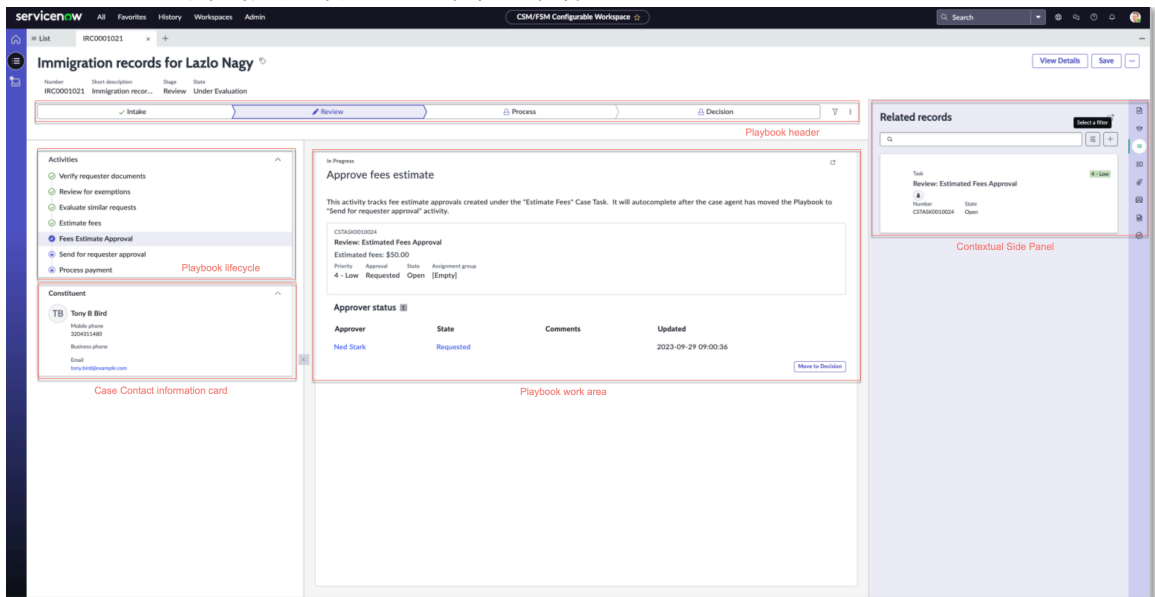 servicenow All Favorites History Workspaces Admin CSM/FSM Configurable Workspace ☆ Search
List IRC0001021 × +
Immigration records for Lazlo Nagy
View Details Save
Number Short description Stage State
IRC0001021 Immigration recor... Review Under Evaluation
Intake Review Process Decision
Playbook header
Related records
Select a filter
Task 4 - Low
Review: Estimated Fees Approval
Number State
CSTASK0010024 Open
Contextual Side Panel
Activities
Verify requester documents
Review for exemptions
Evaluate similar requests
Estimate fees
Fees Estimate Approval
Send for requester approval
Process payment
Playbook lifecycle
Constituent
TB Tony B Bird
Mobile phone
3204311480
Business phone
Email
tony.bird@example.com
Case Contact information card
In Progress
Approve fees estimate
This activity tracks fee estimate approvals created under the "Estimate Fees" Case Task. It will autocomplete after the case agent has moved the Playbook to
"Send for requester approval" activity.
CSTASK0010024
Review: Estimated Fees Approval
Estimated fees: $50.00
Priority Approval State Assignment group
4 - Low Requested Open [Empty]
Approver status 1
Approver State Comments Updated
Ned Stark Requested 2023-09-29 09:00:36
Move to Decision
Playbook work area